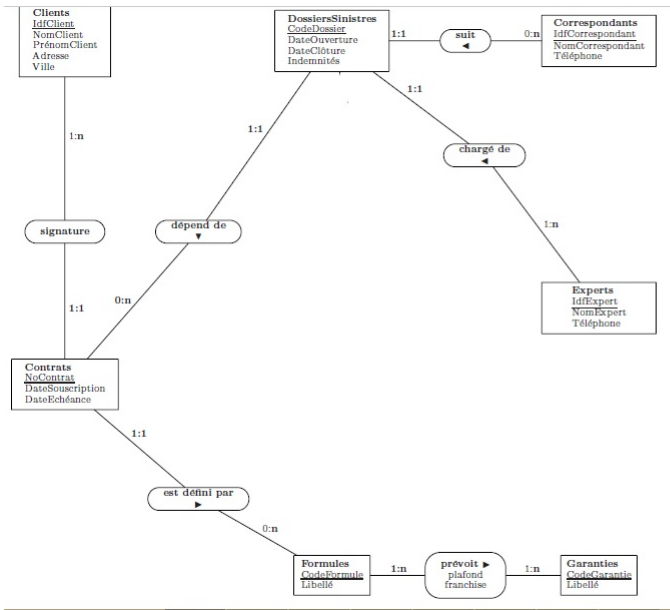 Clients
IdfClient
NomClient
PrénomClient
Adresse
Ville
DossiersSinistres
CodeDossier
DateOuverture
DateClôture
Indemnités
1:1
suit
◀
0:n
Correspondants
IdfCorrespondant
NomCorrespondant
Téléphone
1:1
1:n
1:1
chargé de
◀
signature
dépend de
▼
1:n
0:n
1:1
Experts
IdfExpert
NomExpert
Téléphone
Contrats
NoContrat
DateSouscription
DateEchéance
1:1
est défini par
▶
0:n
Formules
CodeFormule
Libellé
1:n
prévoit ▶
plafond
franchise
1:n
Garanties
CodeGarantie
Libellé